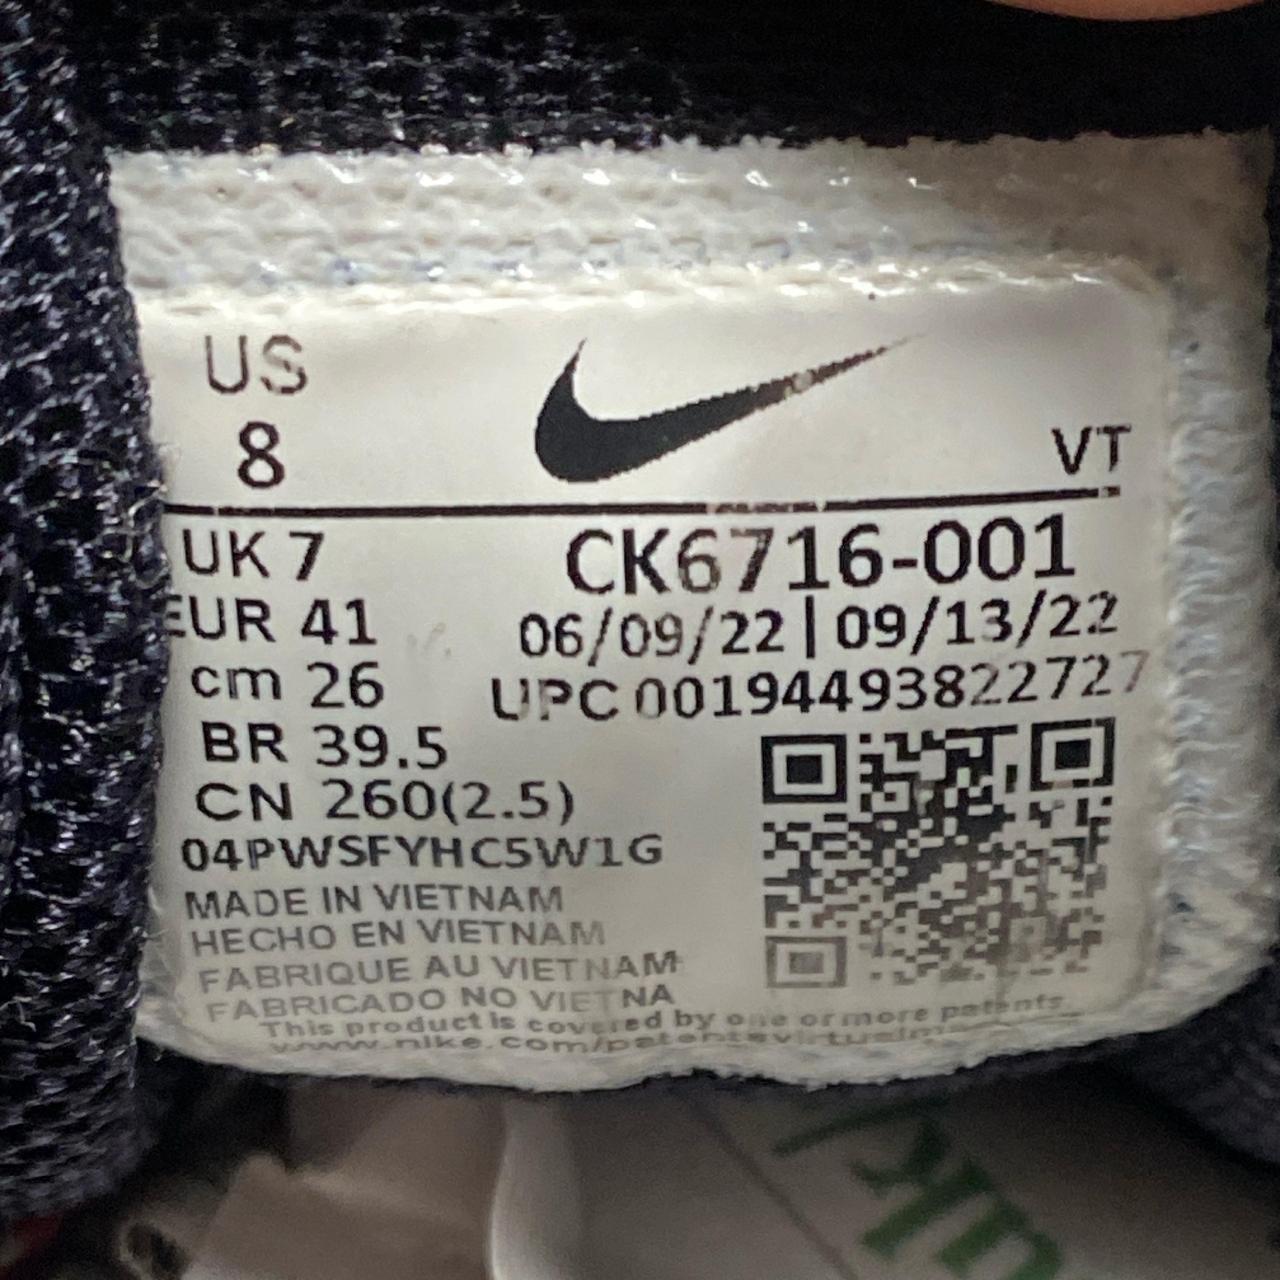 US
8
VT
UK 7
CK6716-001
EUR 41
06/09/22 | 09/13/22
cm 26
UPC 00194493822727
BR 39.5
CN 260(2.5)
04PWSFYHC5W1G
MADE IN VIETNAM
HECHO EN VIETNAM
FABRIQUE AU VIETNAM
FABRICADO NO VIETNA
This product is covered by one or more patents.